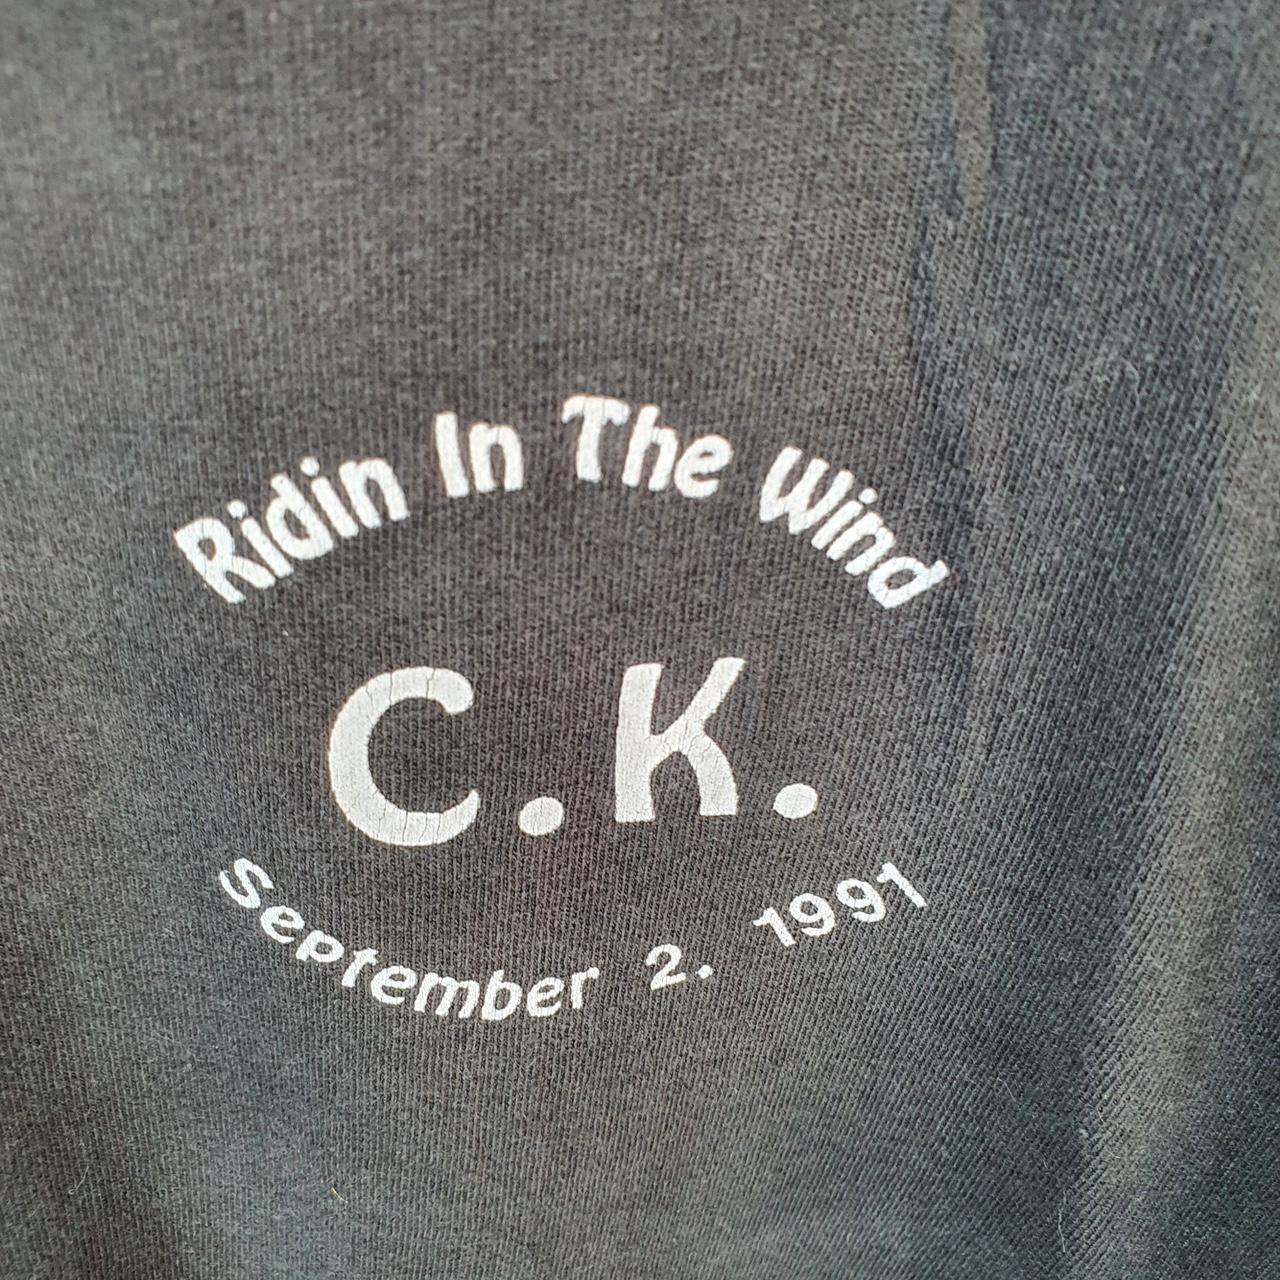 Ridin In The Wind
C.K.
September 2. 1991